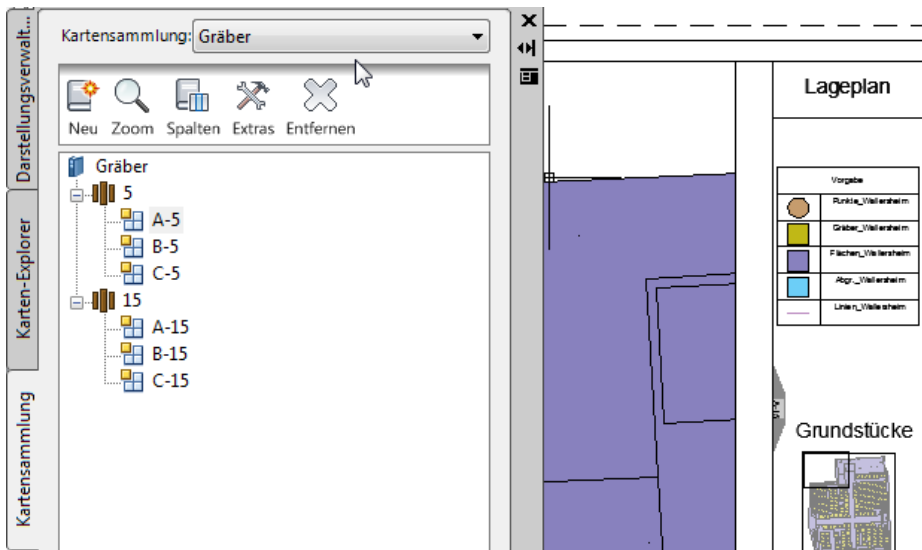 Darstellungsverwalt...
Karten-Explorer
Kartensammlung
Kartensammlung: Gräber
Neu Zoom Spalten Extras Entfernen
Gräber
5
A-5
B-5
C-5
15
A-15
B-15
C-15
Lageplan
Vorgabe
Punkte_Wallersheim
Gräber_Wallersheim
Flächen_Wallersheim
Abgr._Wallersheim
Linien_Wallersheim
Grundstücke